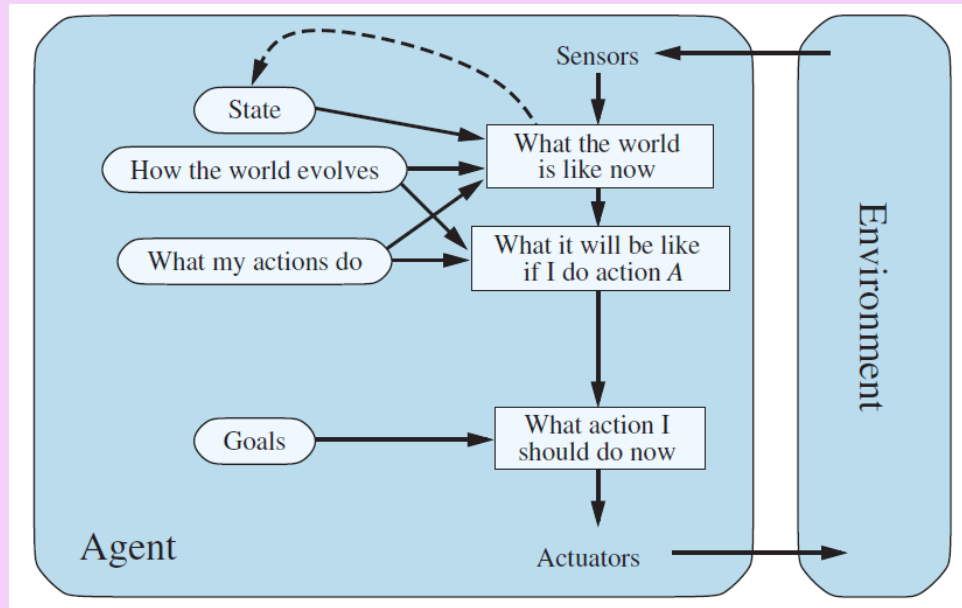 Sensors
State
What the world
is like now
How the world evolves
What it will be like
if I do action A
What my actions do
Environment
What action I
should do now
Goals
Agent
Actuators